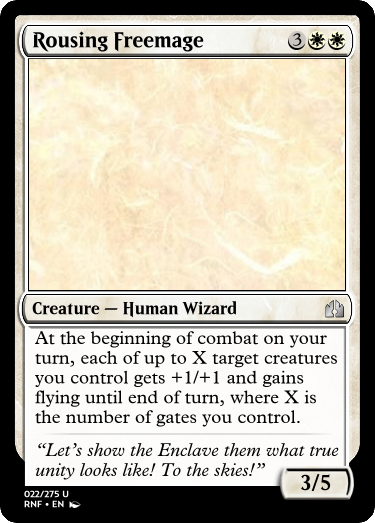 Rousing Freemage 3
Creature — Human Wizard
At the beginning of combat on your
turn, each of up to X target creatures
you control gets +1/+1 and gains
flying until end of turn, where X is
the number of gates you control.
“Let’s show the Enclave them what true
unity looks like! To the skies!”
3/5
022/275 U
RNF • EN